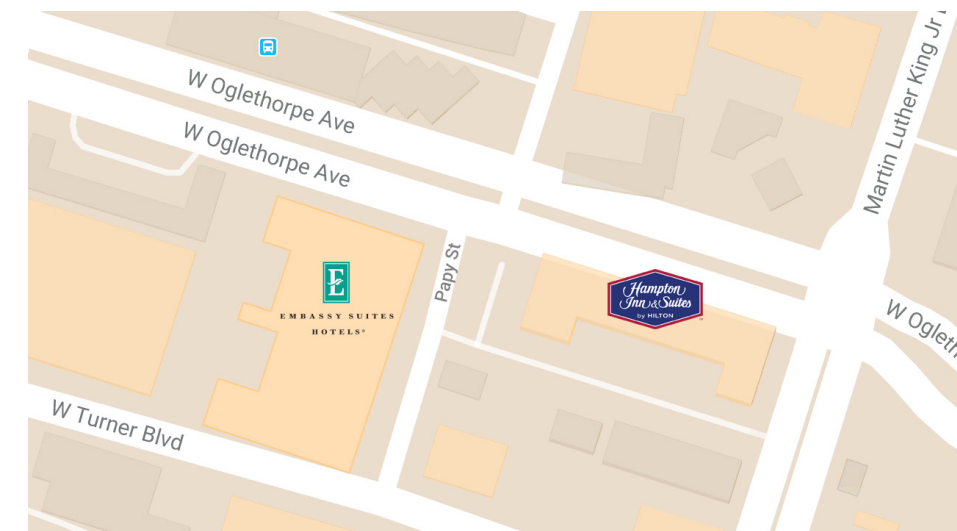 W Oglethorpe Ave
W Oglethorpe Ave
Martin Luther King Jr
Papy St
E
EMBASSY SUITES
HOTELS®
Hampton
Inn & Suites
by HILTON
™
W Ogleth
W Turner Blvd